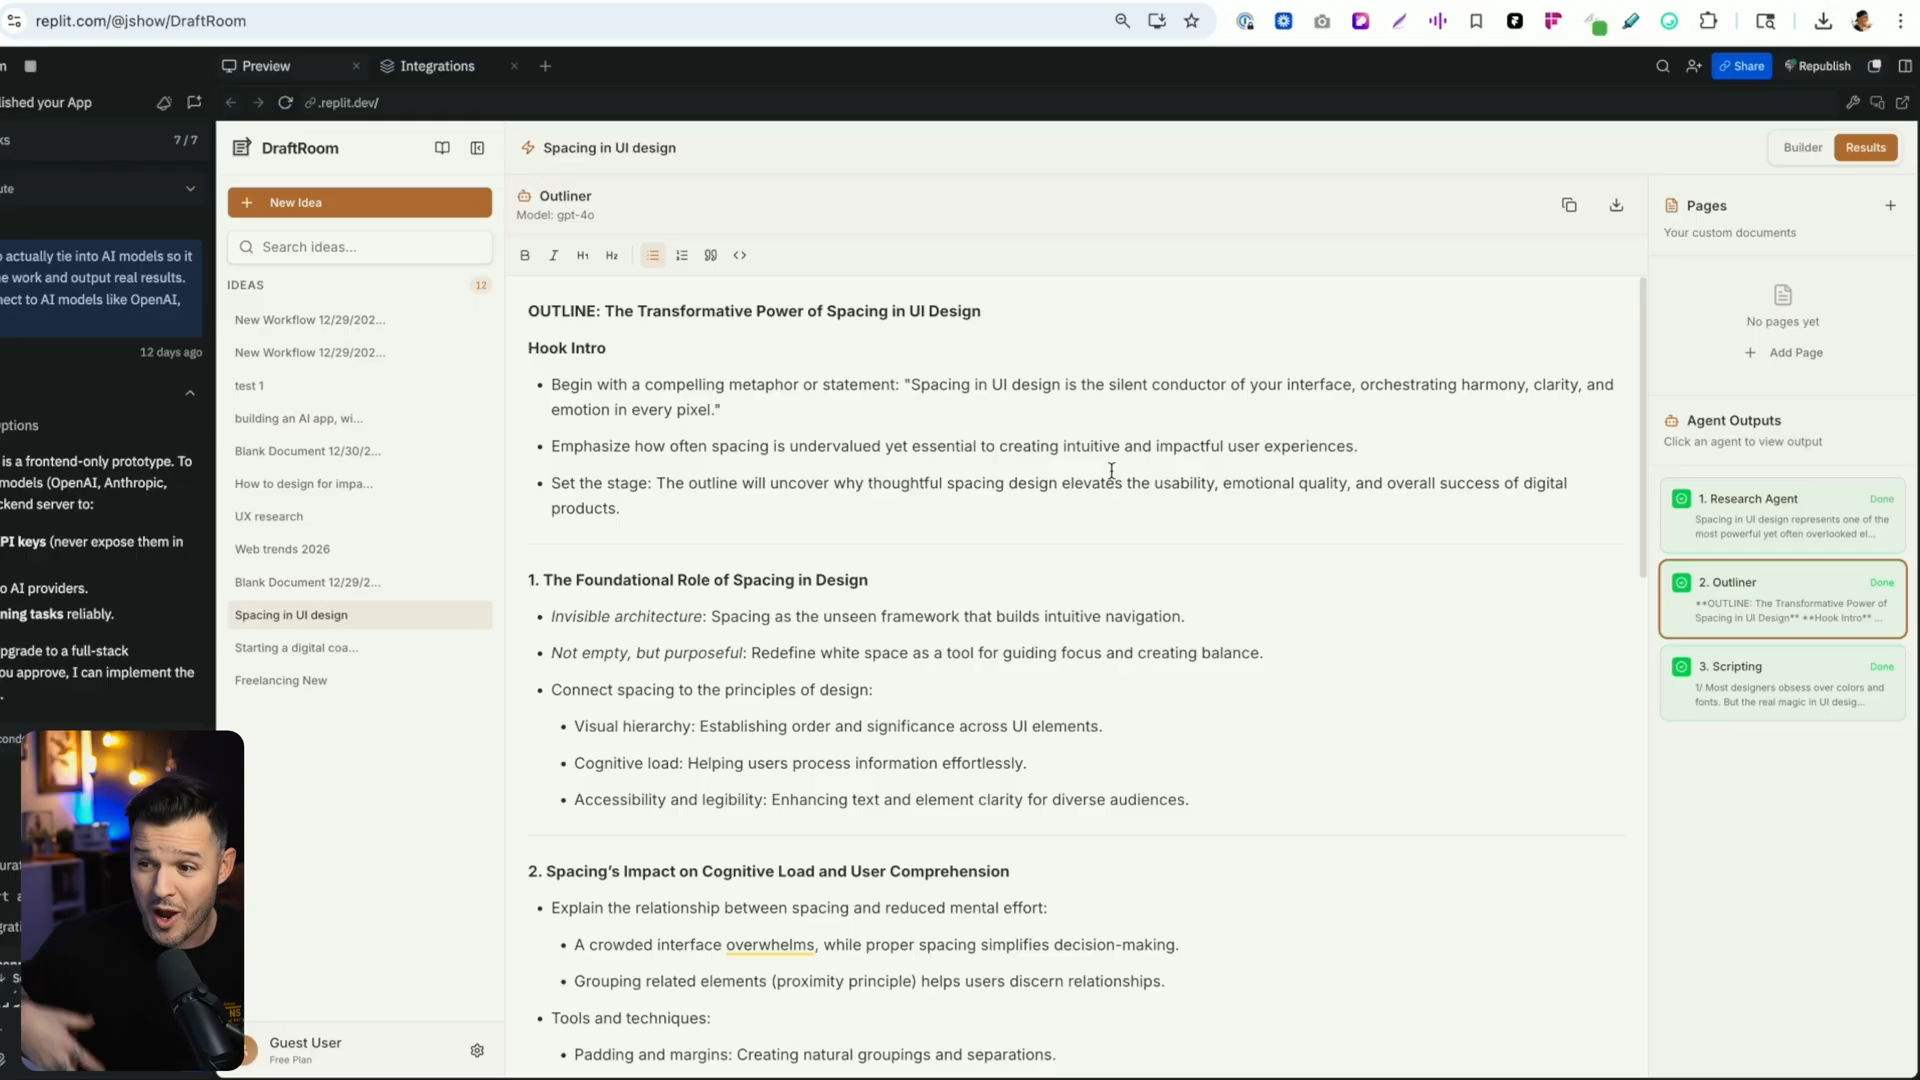 replit.com/@jshow/DraftRoom
Preview
Integrations
Share
Republish
lished your App
.replit.dev/
7/7
actually tie into AI models so it
work and output real results.
to AI models like OpenAI,
12 days ago
is a frontend-only prototype. To
models (OpenAI, Anthropic,
server to:
keys (never expose them in
to AI providers.
tasks reliably.
to a full-stack
approve, I can implement the
DraftRoom
New Idea
Search ideas...
IDEAS
12
New Workflow 12/29/202...
New Workflow 12/29/202...
test 1
building an AI app, wi...
Blank Document 12/30/2...
How to design for impa...
UX research
Web trends 2026
Blank Document 12/29/2...
Spacing in UI design
Starting a digital coa...
Freelancing New
Guest User
Free Plan
Spacing in UI design
Builder
Results
Outliner
Model: gpt-4o
B I H1 H2
OUTLINE: The Transformative Power of Spacing in UI Design
Hook Intro
• Begin with a compelling metaphor or statement: "Spacing in UI design is the silent conductor of your interface, orchestrating harmony, clarity, and
emotion in every pixel."
• Emphasize how often spacing is undervalued yet essential to creating intuitive and impactful user experiences.
• Set the stage: The outline will uncover why thoughtful spacing design elevates the usability, emotional quality, and overall success of digital
products.
1. The Foundational Role of Spacing in Design
• Invisible architecture: Spacing as the unseen framework that builds intuitive navigation.
• Not empty, but purposeful: Redefine white space as a tool for guiding focus and creating balance.
• Connect spacing to the principles of design:
• Visual hierarchy: Establishing order and significance across UI elements.
• Cognitive load: Helping users process information effortlessly.
• Accessibility and legibility: Enhancing text and element clarity for diverse audiences.
2. Spacing’s Impact on Cognitive Load and User Comprehension
• Explain the relationship between spacing and reduced mental effort:
• A crowded interface overwhelms, while proper spacing simplifies decision-making.
• Grouping related elements (proximity principle) helps users discern relationships.
• Tools and techniques:
• Padding and margins: Creating natural groupings and separations.
Pages
Your custom documents
No pages yet
Add Page
Agent Outputs
Click an agent to view output
1. Research Agent
Done
Spacing in UI design represents one of the
most powerful yet often overlooked el...
2. Outliner
Done
**OUTLINE: The Transformative Power of
Spacing in UI Design** **Hook Intro** ...
3. Scripting
Done
1/ Most designers obsess over colors and
fonts. But the real magic in UI desig...